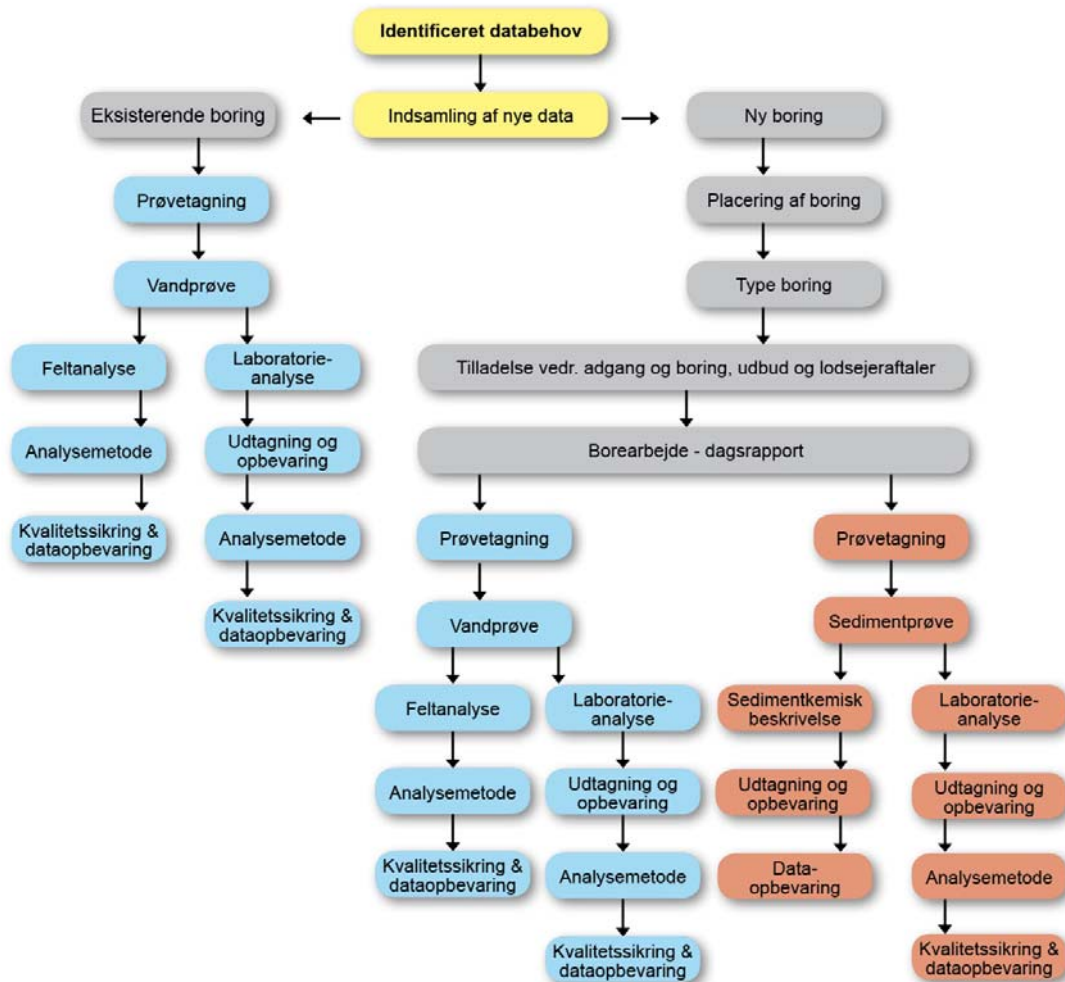 Identificeret databehov
Eksisterende boring
Indsamling af nye data
Ny boring
Prøvetagning
Placering af boring
Vandprøve
Type boring
Feltanalyse
Laboratorie-
analyse
Tilladelse vedr. adgang og boring, udbud og lodsejeraftaler
Analysemetode
Udtagning og
opbevaring
Borearbejde - dagsrapport
Kvalitetssikring &
dataopbevaring
Analysemetode
Prøvetagning
Prøvetagning
Kvalitetssikring &
dataopbevaring
Vandprøve
Sedimentprøve
Feltanalyse
Laboratorie-
analyse
Sedimentkemisk
beskrivelse
Laboratorie-
analyse
Analysemetode
Udtagning og
opbevaring
Udtagning og
opbevaring
Udtagning og
opbevaring
Kvalitetssikring &
dataopbevaring
Analysemetode
Data-
opbevaring
Analysemetode
Kvalitetssikring &
dataopbevaring
Kvalitetssikring &
dataopbevaring